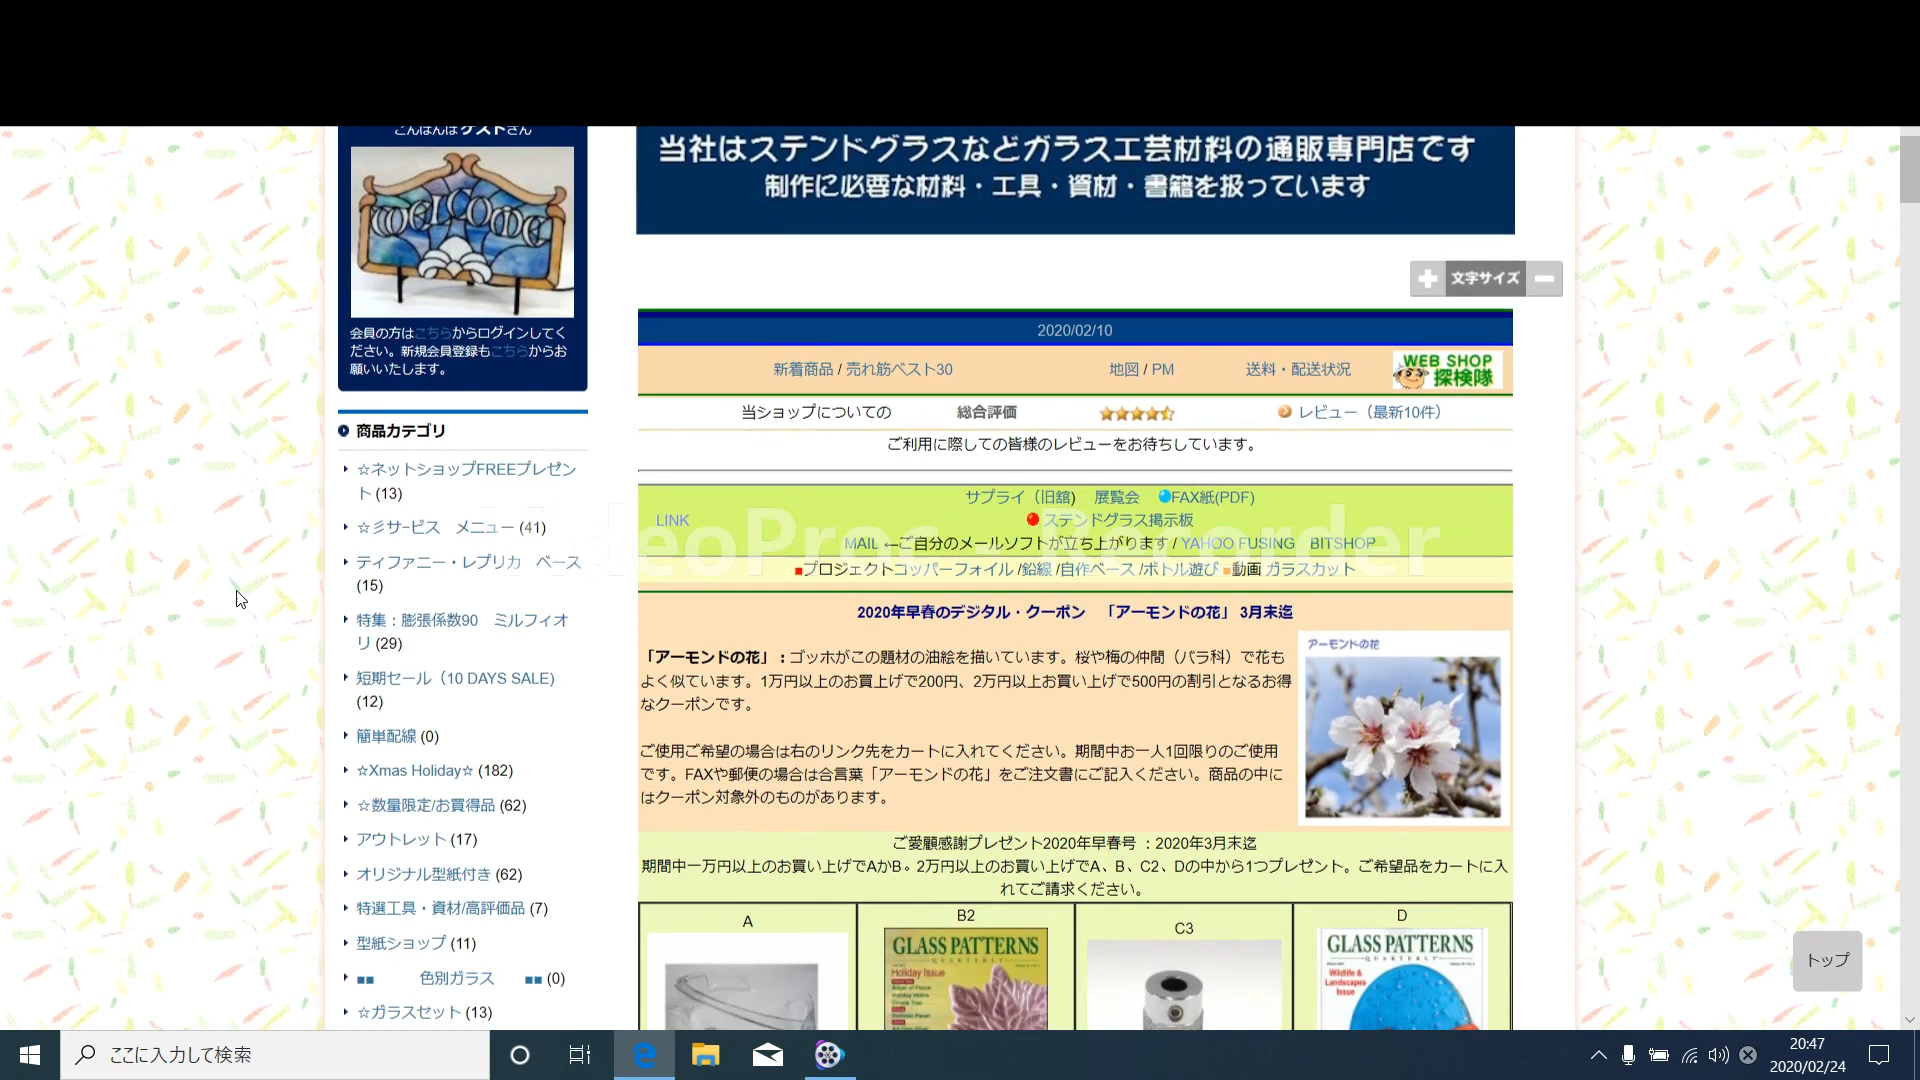 こんばんは ゲストさん
WELCOME
会員の方はこちらからログインしてく
ださい。新規会員登録もこちらからお
願いいたします。
商品カテゴリ
☆ネットショップFREEプレゼン
ト (13)
☆彡サービス　メニュー (41)
ティファニー・レプリカ　ベース
(15)
特集：膨張係数90　ミルフィオ
リ (29)
短期セール（10 DAYS SALE)
(12)
簡単配線 (0)
☆Xmas Holiday☆ (182)
☆数量限定/お買得品 (62)
アウトレット (17)
オリジナル型紙付き (62)
特選工具・資材/高評価品 (7)
型紙ショップ (11)
■■　　　色別ガラス　　■■ (0)
☆ガラスセット (13)
当社はステンドグラスなどガラス工芸材料の通販専門店です
制作に必要な材料・工具・資材・書籍を扱っています
文字サイズ
2020/02/10
新着商品 / 売れ筋ベスト30 地図 / PM 送料・配送状況 WEB SHOP 探検隊
当ショップについての 総合評価 レビュー（最新10件）
ご利用に際しての皆様のレビューをお待ちしています。
サプライ（旧舘)　展覧会　FAX紙(PDF)
LINK ステンドグラス掲示板
MAIL ←ご自分のメールソフトが立ち上がります / YAHOO FUSING　BITSHOP
■プロジェクトコッパーフォイル /鉛線 /自作ベース /ボトル遊び ■動画 ガラスカット
VideoProc Recorder
2020年早春のデジタル・クーポン　「アーモンドの花」 3月末迄
「アーモンドの花」：ゴッホがこの題材の油絵を描いています。桜や梅の仲間（バラ科）で花も
よく似ています。1万円以上のお買上げで200円、2万円以上お買い上げで500円の割引となるお得
なクーポンです。
アーモンドの花
ご使用ご希望の場合は右のリンク先をカートに入れてください。期間中お一人1回限りのご使用
です。FAXや郵便の場合は合言葉「アーモンドの花」をご注文書にご記入ください。商品の中に
はクーポン対象外のものがあります。
ご愛顧感謝プレゼント2020年早春号 ：2020年3月末迄
期間中一万円以上のお買い上げでAかB。2万円以上のお買い上げでA、B、C2、Dの中から1つプレゼント。ご希望品をカートに入
れてご請求ください。
A B2 C3 D
GLASS PATTERNS
QUARTERLY
Holiday Issue
GLASS PATTERNS
QUARTERLY
Wildlife &
Landscapes
Issue
トップ
ここに入力して検索
20:47
2020/02/24